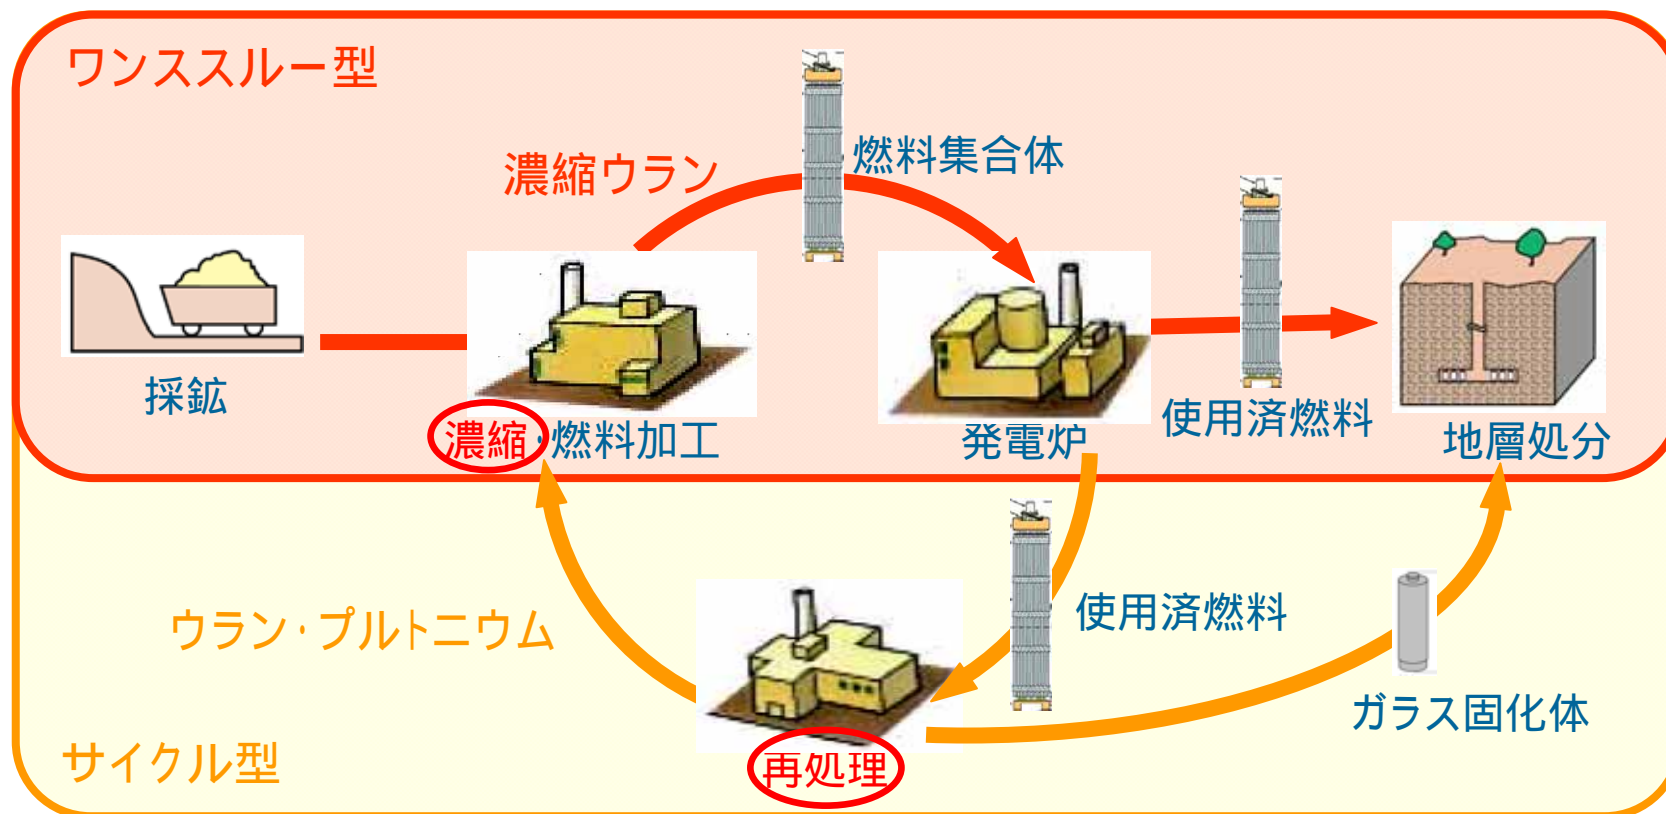 ワンススルー型
燃料集合体
濃縮ウラン
採鉱
濃縮・燃料加工
発電炉
使用済燃料
地層処分
使用済燃料
ウラン・プルトニウム
ガラス固化体
サイクル型
再処理